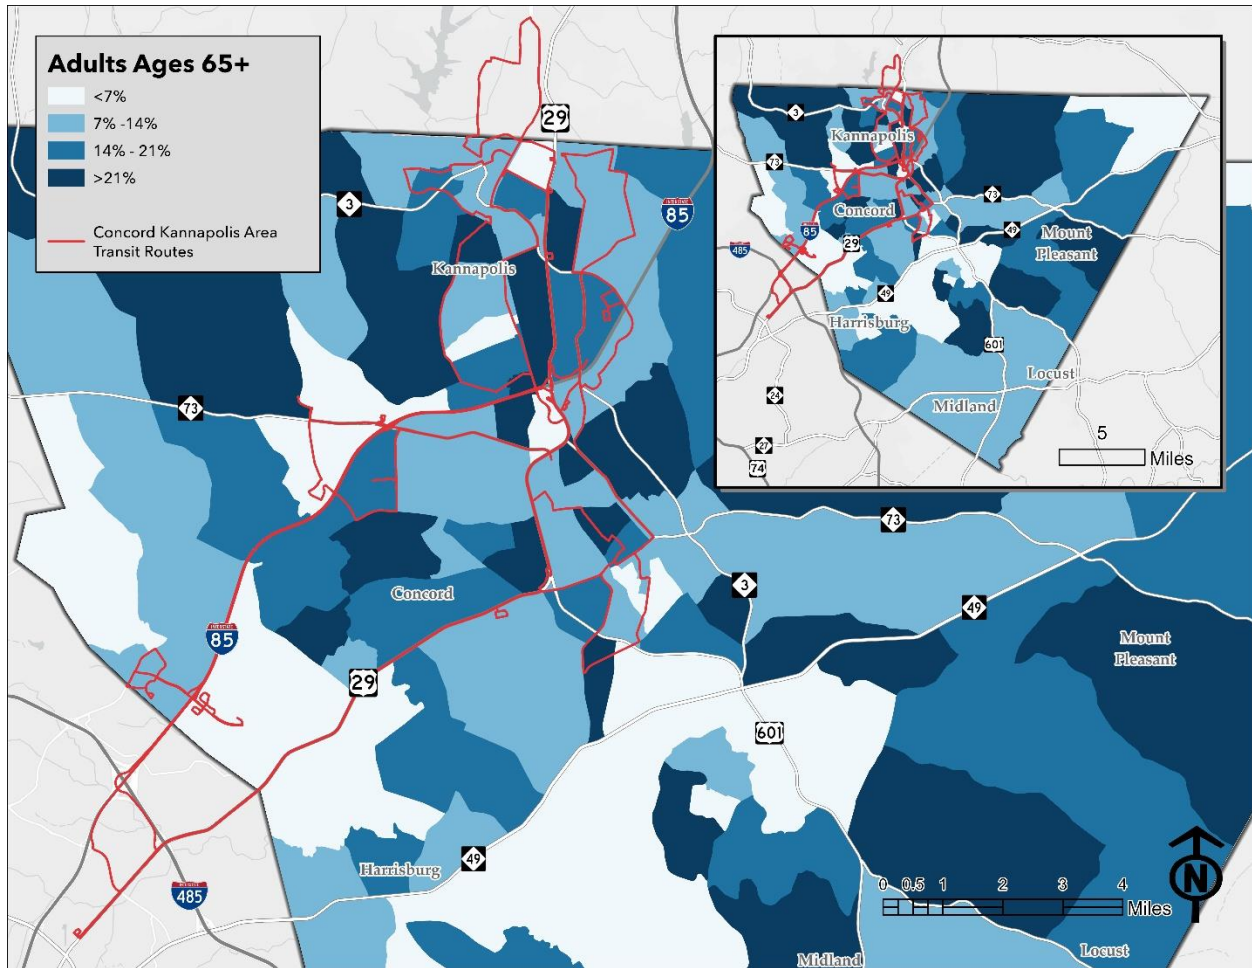 Adults Ages 65+
<7%
7% -14%
14% - 21%
>21%
Concord Kannapolis Area
Transit Routes
29
3
INTERSTATE
85
Kannapolis
73
Concord
INTERSTATE
85
29
73
3
49
Mount
Pleasant
601
Harrisburg
49
INTERSTATE
485
Midland
Locust
0 0.5 1 2 3 4
Miles
N
3
Kannapolis
73
73
Concord
85
29
49
Mount
Pleasant
485
49
Harrisburg
601
Locust
24
Midland
27
74
5
Miles